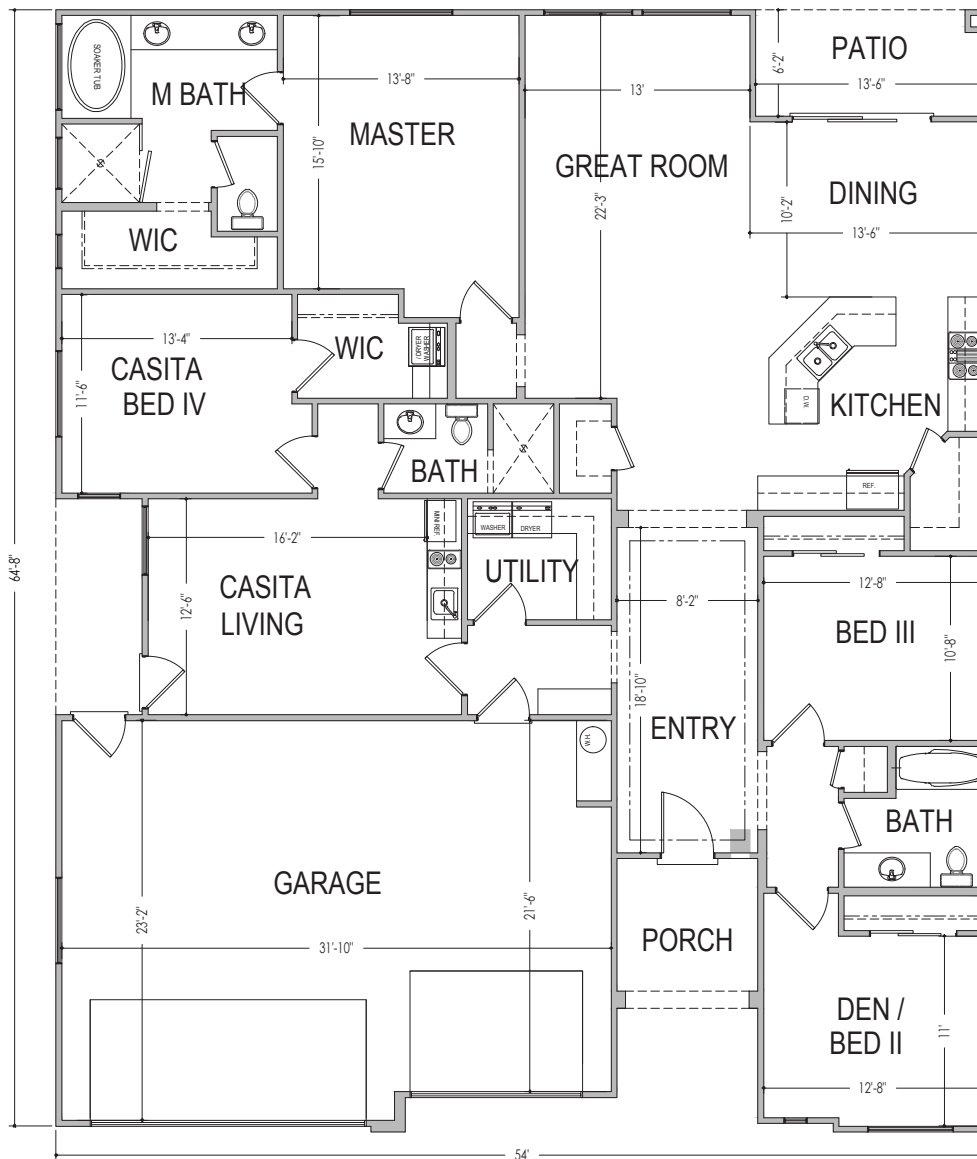 SOAKER TUB
M BATH
13'-8"
MASTER
15'-10"
13'
GREAT ROOM
22'-3"
PATIO
6'-2"
13'-6"
DINING
10'-2"
13'-6"
WIC
13'-4"
CASITA
BED IV
11'-6"
WIC
WASHER
/ DRYER
BATH
D.W.
KITCHEN
REF.
16'-2"
MINI REF.
CASITA
LIVING
12'-6"
WASHER
DRYER
UTILITY
8'-2"
18'-10"
ENTRY
12'-8"
BED III
10'-8"
64'-8"
W.H.
BATH
GARAGE
23'-2"
21'-6"
31'-10"
PORCH
DEN /
BED II
11'
12'-8"
54'